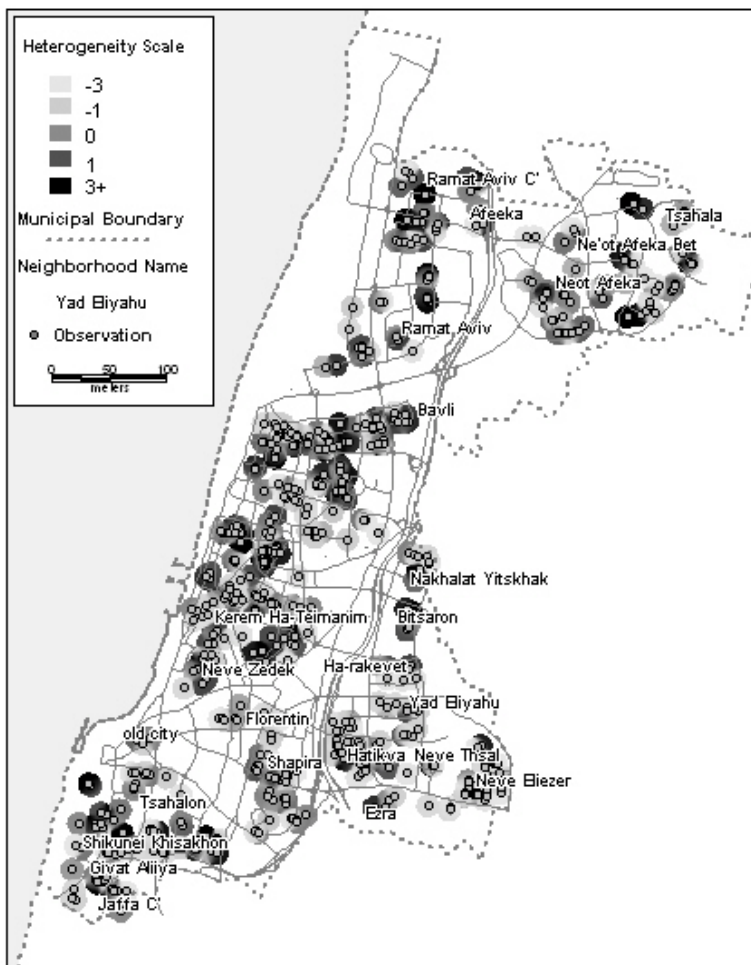 Heterogeneity Scale
-3
-1
0
1
3+
Municipal Boundary
Neighborhood Name
Yad Eliyahu
Observation
0 50 100
meters
Ramat Aviv C'
Afeeka
Tsahala
Ne'ot Afeka Bet
Neot Afeka
Ramat Aviv
Bavli
Nakhalat Yitskhak
Kerem Ha-Teimanim
Bitsaron
Neve Zedek
Ha-rakevet
Yad Eliyahu
Florentin
old city
Hatikva
Neve Thsal
Shapira
Neve Eliezer
Tsahalon
Ezra
Shikunei Khisakhon
Givat Aliiya
Jaffa C'